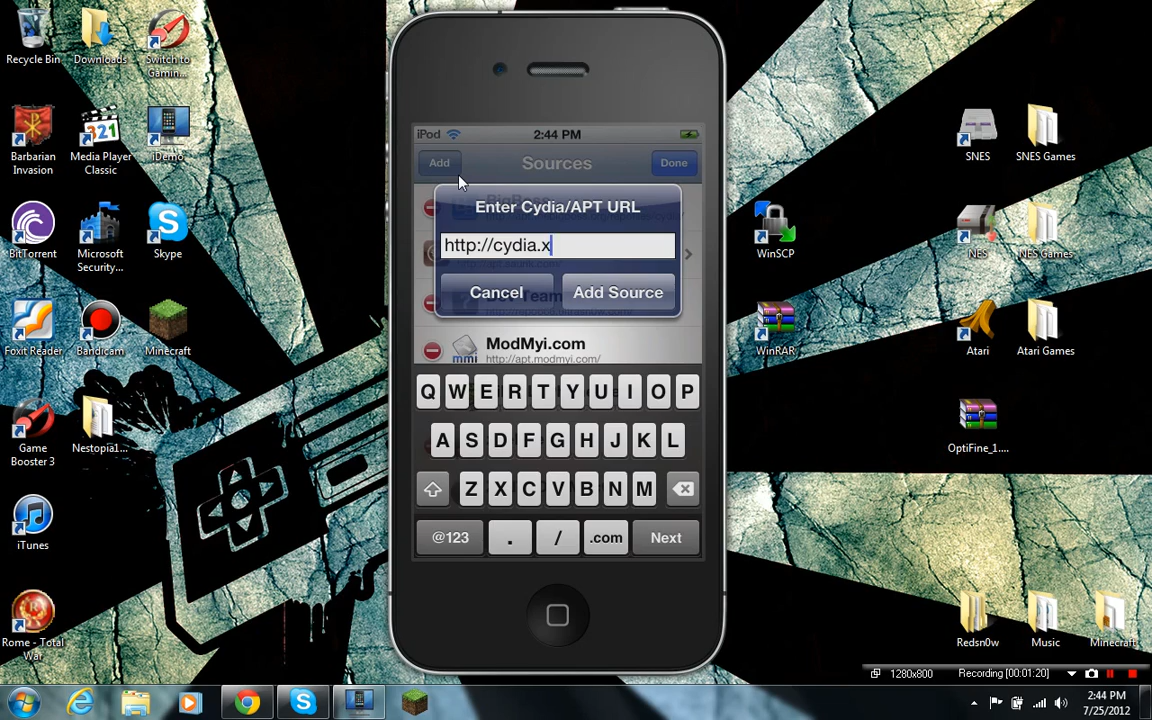 Recycle Bin
Downloads
Switch to
Gamin...
Barbarian
Invasion
Media Player
Classic
iDemo
BitTorrent
Microsoft
Security...
Skype
Foxit Reader
Bandicam
Minecraft
Game
Booster 3
Nestopia1...
iTunes
Rome - Total
War
iPod
2:44 PM
Add
Sources
Done
Enter Cydia/APT URL
http://cydia.x
Cancel
Add Source
ModMyi.com
mmi
http://apt.modmyi.com/
Q W E R T Y U I O P
A S D F G H J K L
Z X C V B N M
@123 . / .com Next
SNES
SNES Games
WinSCP
NES
NES Games
WinRAR
Atari
Atari Games
OptiFine_1....
Redsn0w
Music
Minecraft
1280x800
Recording [00:01:20]
2:44 PM
7/25/2012